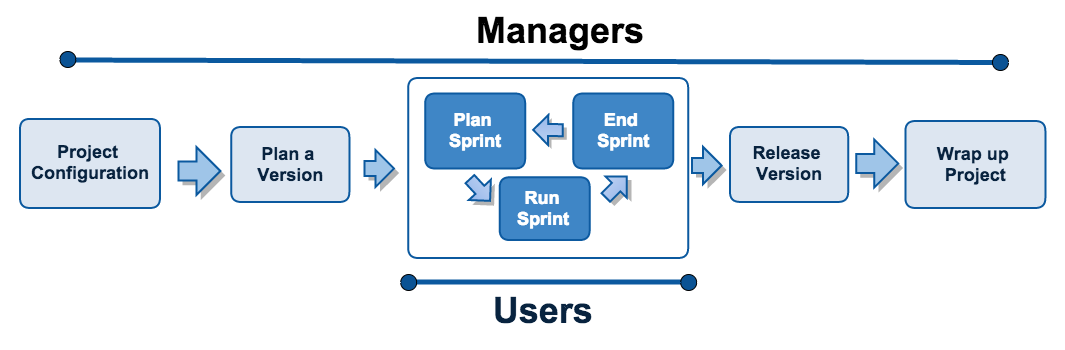 Managers
Project
Configuration
Plan a
Version
Plan
Sprint
End
Sprint
Run
Sprint
Release
Version
Wrap up
Project
Users